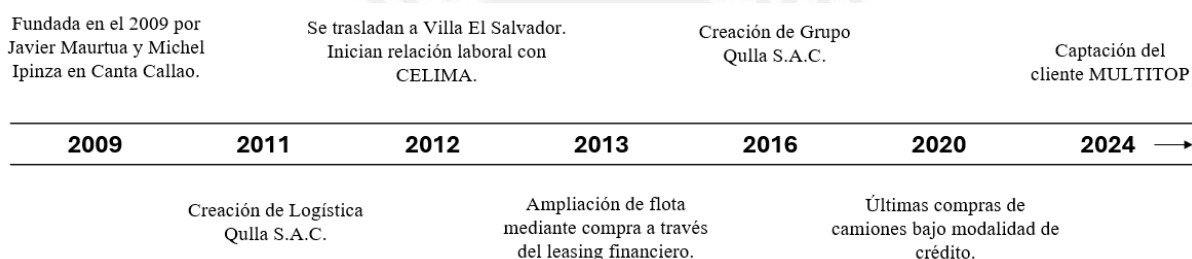 Fundada en el 2009 por
Javier Maurtua y Michel
Ipinza en Canta Callao.
Se trasladan a Villa El Salvador.
Inician relación laboral con
CELIMA.
Creación de Grupo
Qulla S.A.C.
Captación del
cliente MULTITOP
2009 2011 2012 2013 2016 2020 2024
Creación de Logística
Qulla S.A.C.
Ampliación de flota
mediante compra a través
del leasing financiero.
Últimas compras de
camiones bajo modalidad de
crédito.